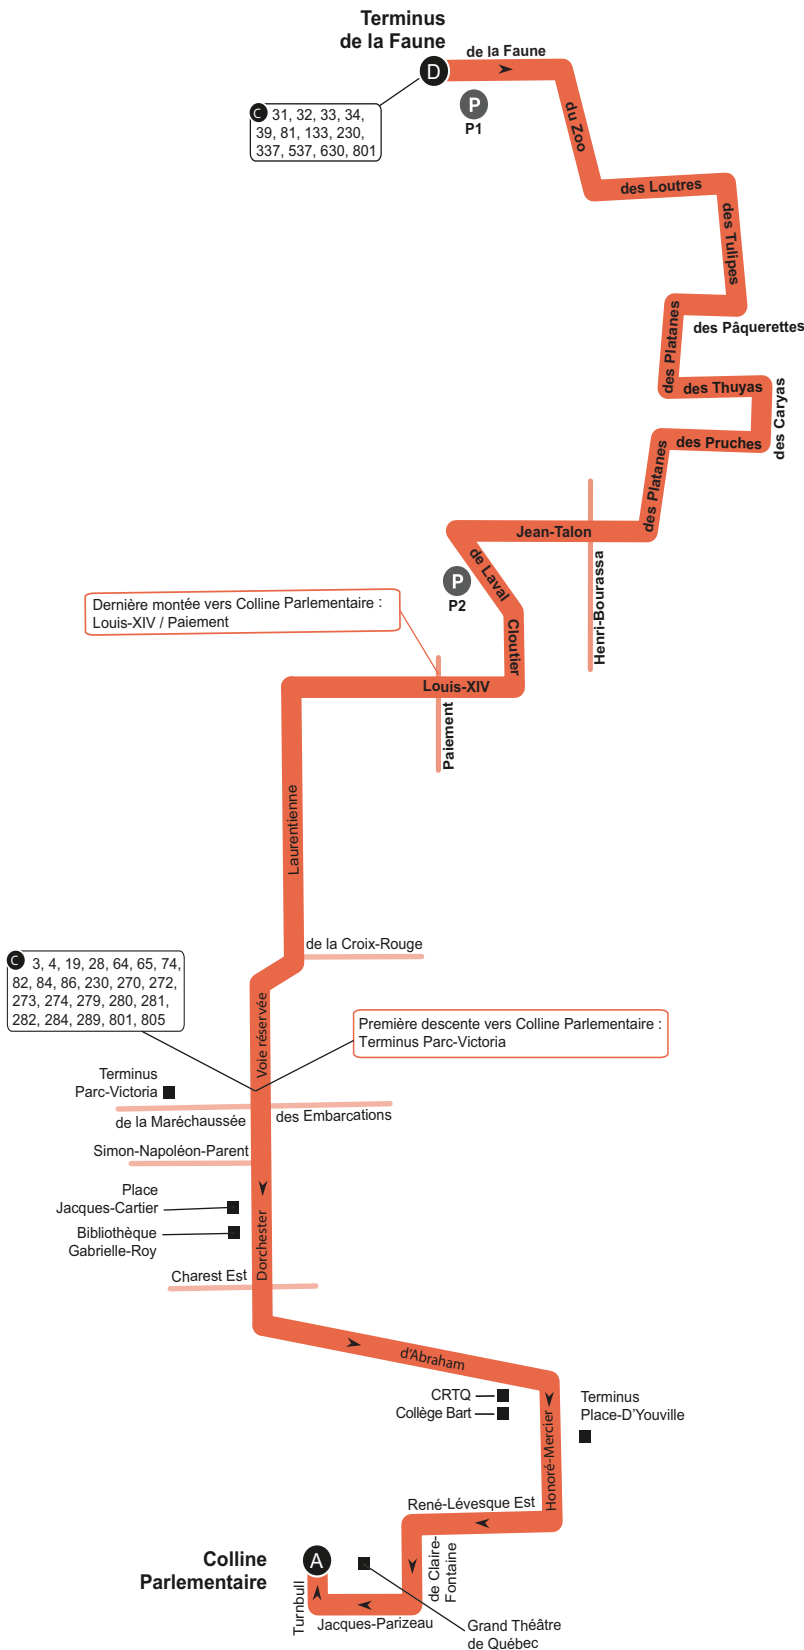 Terminus
de la Faune
de la Faune
D
C 31, 32, 33, 34,
39, 81, 133, 230,
337, 537, 630, 801
P
P1
du Zoo
des Loutres
des Tulipes
des Platanes
des Pâquerettes
des Thuyas
des Caryas
des Pruches
des Platanes
Jean-Talon
de Laval
P
P2
Henri-Bourassa
Cloutier
Dernière montée vers Colline Parlementaire :
Louis-XIV / Paiement
Louis-XIV
Paiement
Laurentienne
de la Croix-Rouge
C 3, 4, 19, 28, 64, 65, 74,
82, 84, 86, 230, 270, 272,
273, 274, 279, 280, 281,
282, 284, 289, 801, 805
Voie réservée
Première descente vers Colline Parlementaire :
Terminus Parc-Victoria
Terminus
Parc-Victoria
de la Maréchaussée
des Embarcations
Simon-Napoléon-Parent
Place
Jacques-Cartier
Bibliothèque
Gabrielle-Roy
Dorchester
Charest Est
d'Abraham
CRTQ
Collège Bart
Honoré-Mercier
Terminus
Place-D'Youville
René-Lévesque Est
de Claire-
Fontaine
Colline
Parlementaire
A
Turnbull
Jacques-Parizeau
Grand Théâtre
de Québec